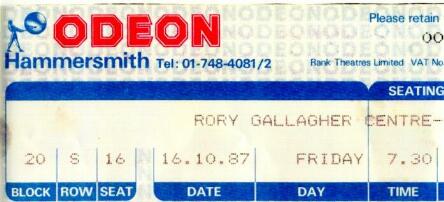 ODEON Please retain
Hammersmith Tel: 01-748-4081/2 Rank Theatres Limited VAT No
SEATING
RORY GALLAGHER CENTRE-
20 S 16 16.10.87 FRIDAY 7.30
BLOCK ROW SEAT DATE DAY TIME